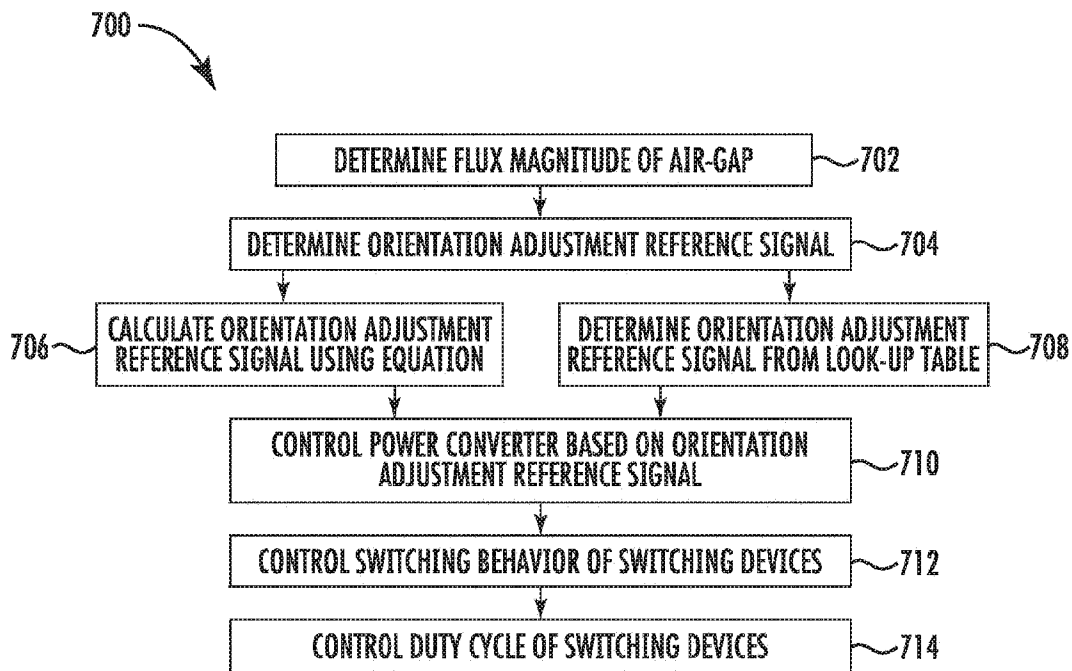 700
DETERMINE FLUX MAGNITUDE OF AIR-GAP
702
DETERMINE ORIENTATION ADJUSTMENT REFERENCE SIGNAL
704
706
CALCULATE ORIENTATION ADJUSTMENT
REFERENCE SIGNAL USING EQUATION
DETERMINE ORIENTATION ADJUSTMENT
REFERENCE SIGNAL FROM LOOK-UP TABLE
708
CONTROL POWER CONVERTER BASED ON ORIENTATION
ADJUSTMENT REFERENCE SIGNAL
710
CONTROL SWITCHING BEHAVIOR OF SWITCHING DEVICES
712
CONTROL DUTY CYCLE OF SWITCHING DEVICES
714